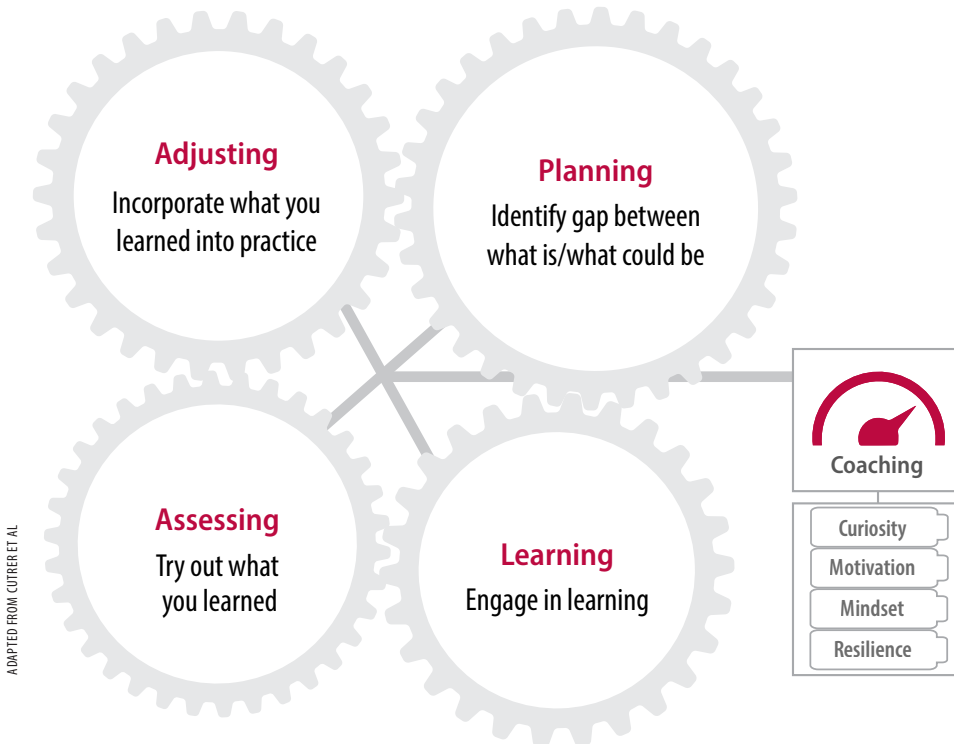 Adjusting
Incorporate what you
learned into practice
Planning
Identify gap between
what is/what could be
Assessing
Try out what
you learned
Learning
Engage in learning
Coaching
Curiosity
Motivation
Mindset
Resilience
ADAPTED FROM CUTRER ET AL